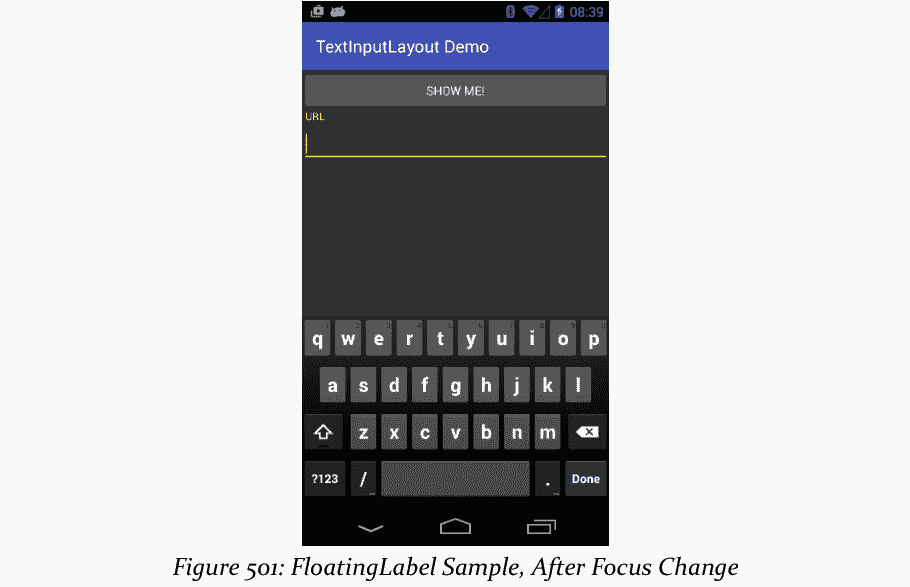 08:39
TextInputLayout Demo
SHOW ME!
URL
q w e r t y u i o p
a s d f g h j k l
z x c v b n m
?123 / . Done
Figure 501: FloatingLabel Sample, After Focus Change